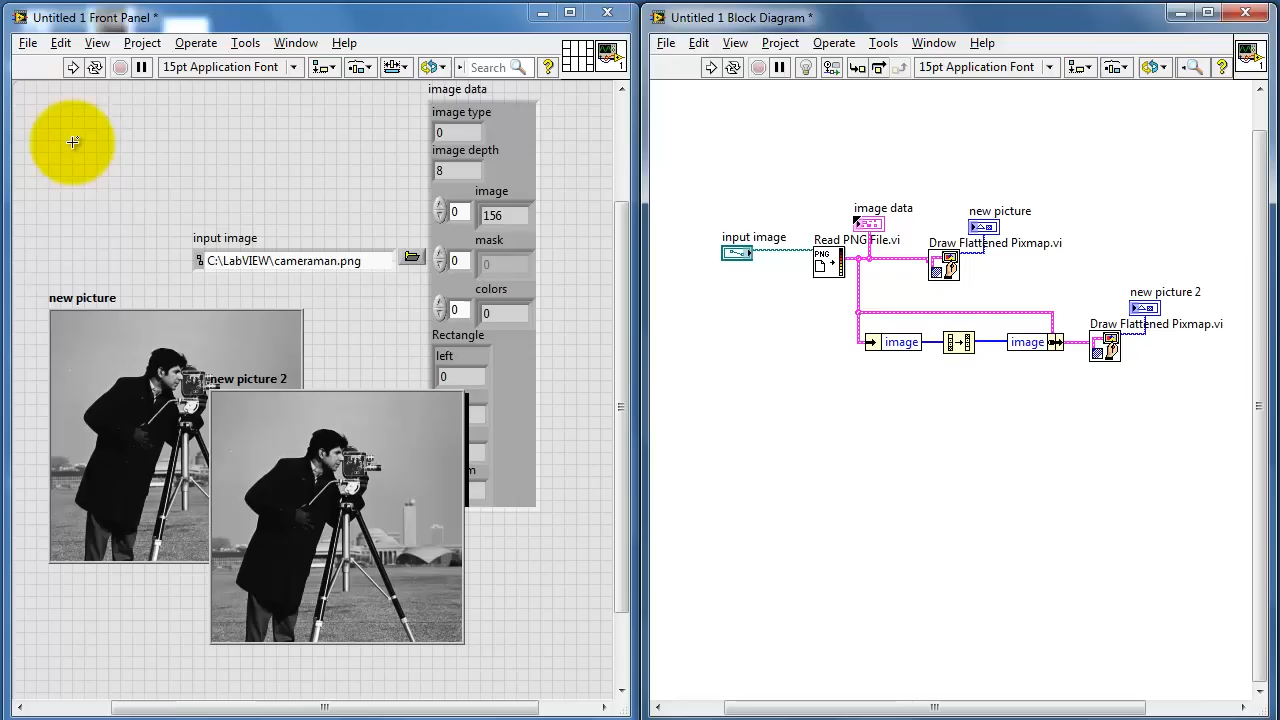 Untitled 1 Front Panel *
File Edit View Project Operate Tools Window Help
15pt Application Font
Search
1
image data
image type
0
image depth
8
image
0
156
mask
0
0
colors
0
0
Rectangle
left
0
input image
C:\LabVIEW\cameraman.png
new picture
new picture 2
Untitled 1 Block Diagram *
File Edit View Project Operate Tools Window Help
15pt Application Font
1
image data
new picture
input image
Read PNG File.vi
Draw Flattened Pixmap.vi
PNG
new picture 2
Draw Flattened Pixmap.vi
image
image